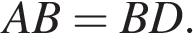 AB = BD.